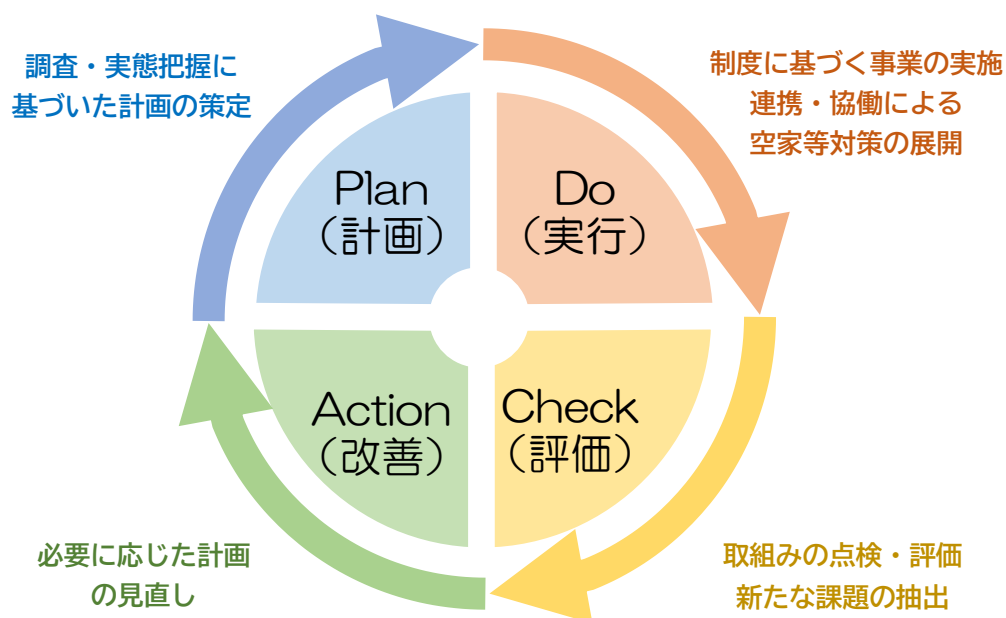 調査・実態把握に
基づいた計画の策定
制度に基づく事業の実施
連携・協働による
空家等対策の展開
Plan
（計画）
Do
（実行）
Action
（改善）
Check
（評価）
必要に応じた計画
の見直し
取組みの点検・評価
新たな課題の抽出